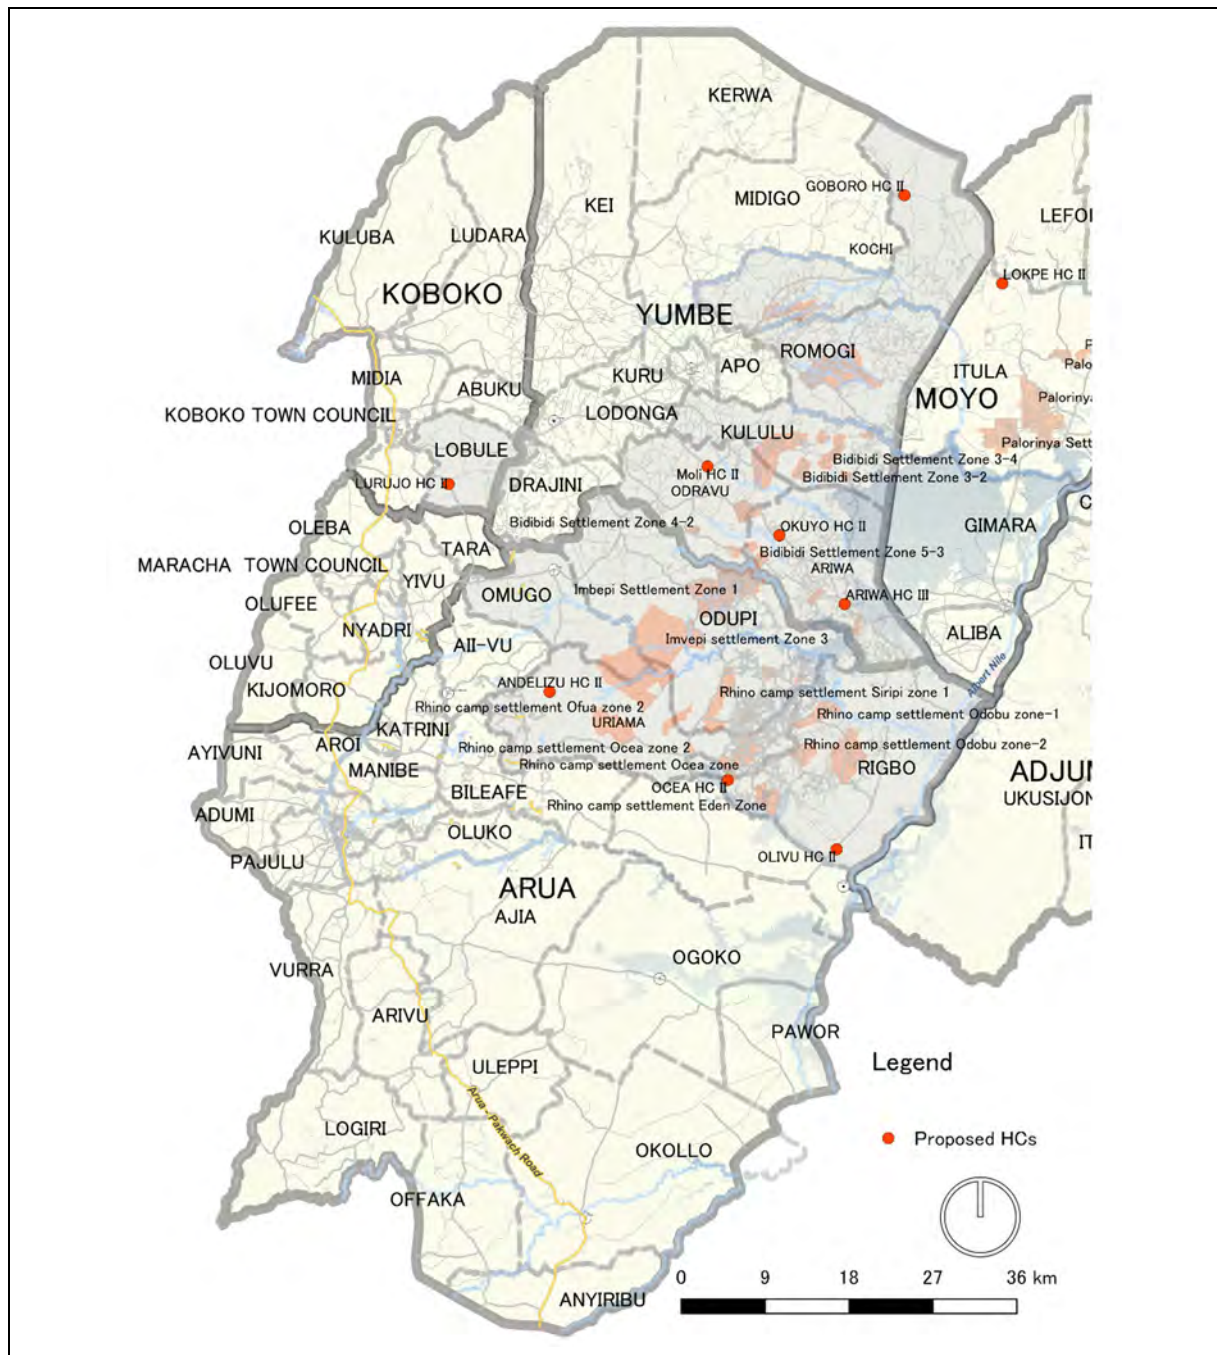 KERWA
GOBORO HC II
MIDIGO
KEI
LEFOI
KULUBA
LUDARA
KOCHI
LOKPE HC II
KOBOKO
YUMBE
ROMOGI
P
APO
Palo
MIDIA
KURU
ITULA
ABUKU
MOYO
Palorinya
KOBOKO TOWN COUNCIL
LODONGA
KULULU
Palorinya Sett
LOBULE
Bidibidi Settlement Zone 3-4
Moli HC II
Bidibidi Settlement Zone 3-2
LURUJO HC II
DRAJINI
ODRAVU
C
OLEBA
Bidibidi Settlement Zone 4-2
OKUYO HC II
GIMARA
TARA
Bidibidi Settlement Zone 5-3
MARACHA TOWN COUNCIL
ARIWA
YIVU
OMUGO
Imbepi Settlement Zone 1
ARIWA HC III
OLUFEE
ODUPI
NYADRI
Imvepi settlement Zone 3
ALIBA
AII-VU
OLUVU
ANDELIZU HC II
KIJOMORO
Rhino camp settlement Siripi zone 1
Albert Nile
Rhino camp settlement Ofua zone 2
Rhino camp settlement Odobu zone-1
KATRINI
URIAMA
AYIVUNI
AROI
Rhino camp settlement Ocea zone 2
Rhino camp settlement Odobu zone-2
MANIBE
Rhino camp settlement Ocea zone
RIGBO
ADJUM
BILEAFE
OCEA HC II
UKUSIJON
ADUMI
Rhino camp settlement Eden Zone
OLUKO
IT
PAJULU
OLIVU HC II
ARUA
AJIA
OGOKO
VURRA
ARIVU
PAWOR
ULEPPI
Legend
LOGIRI
Arua - Pakwach Road
Proposed HCs
OKOLLO
OFFAKA
0 9 18 27 36 km
ANYIRIBU